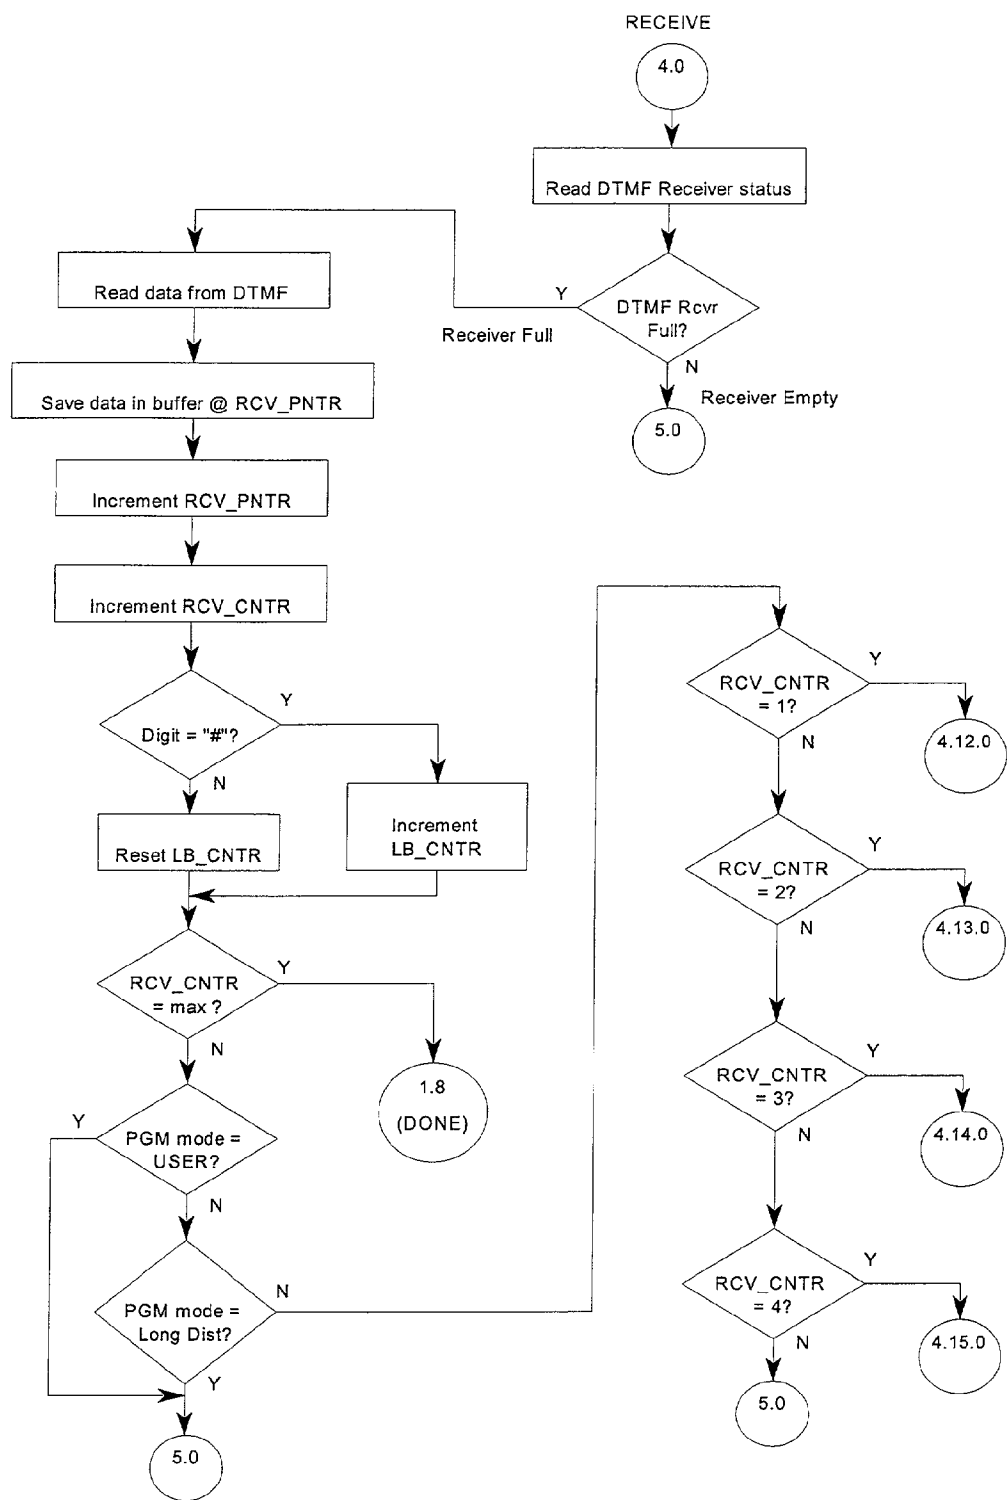 RECEIVE
4.0
Read DTMF Receiver status
DTMF Rcvr
Full?
Y
Receiver Full
N
Receiver Empty
5.0
Read data from DTMF
Save data in buffer @ RCV_PNTR
Increment RCV_PNTR
Increment RCV_CNTR
Digit = "#"?
Y
N
Reset LB_CNTR
Increment
LB_CNTR
RCV_CNTR
= max ?
Y
N
1.8
(DONE)
PGM mode =
USER?
Y
N
PGM mode =
Long Dist?
N
Y
5.0
RCV_CNTR
= 1?
Y
N
4.12.0
RCV_CNTR
= 2?
Y
N
4.13.0
RCV_CNTR
= 3?
Y
N
4.14.0
RCV_CNTR
= 4?
Y
N
4.15.0
5.0